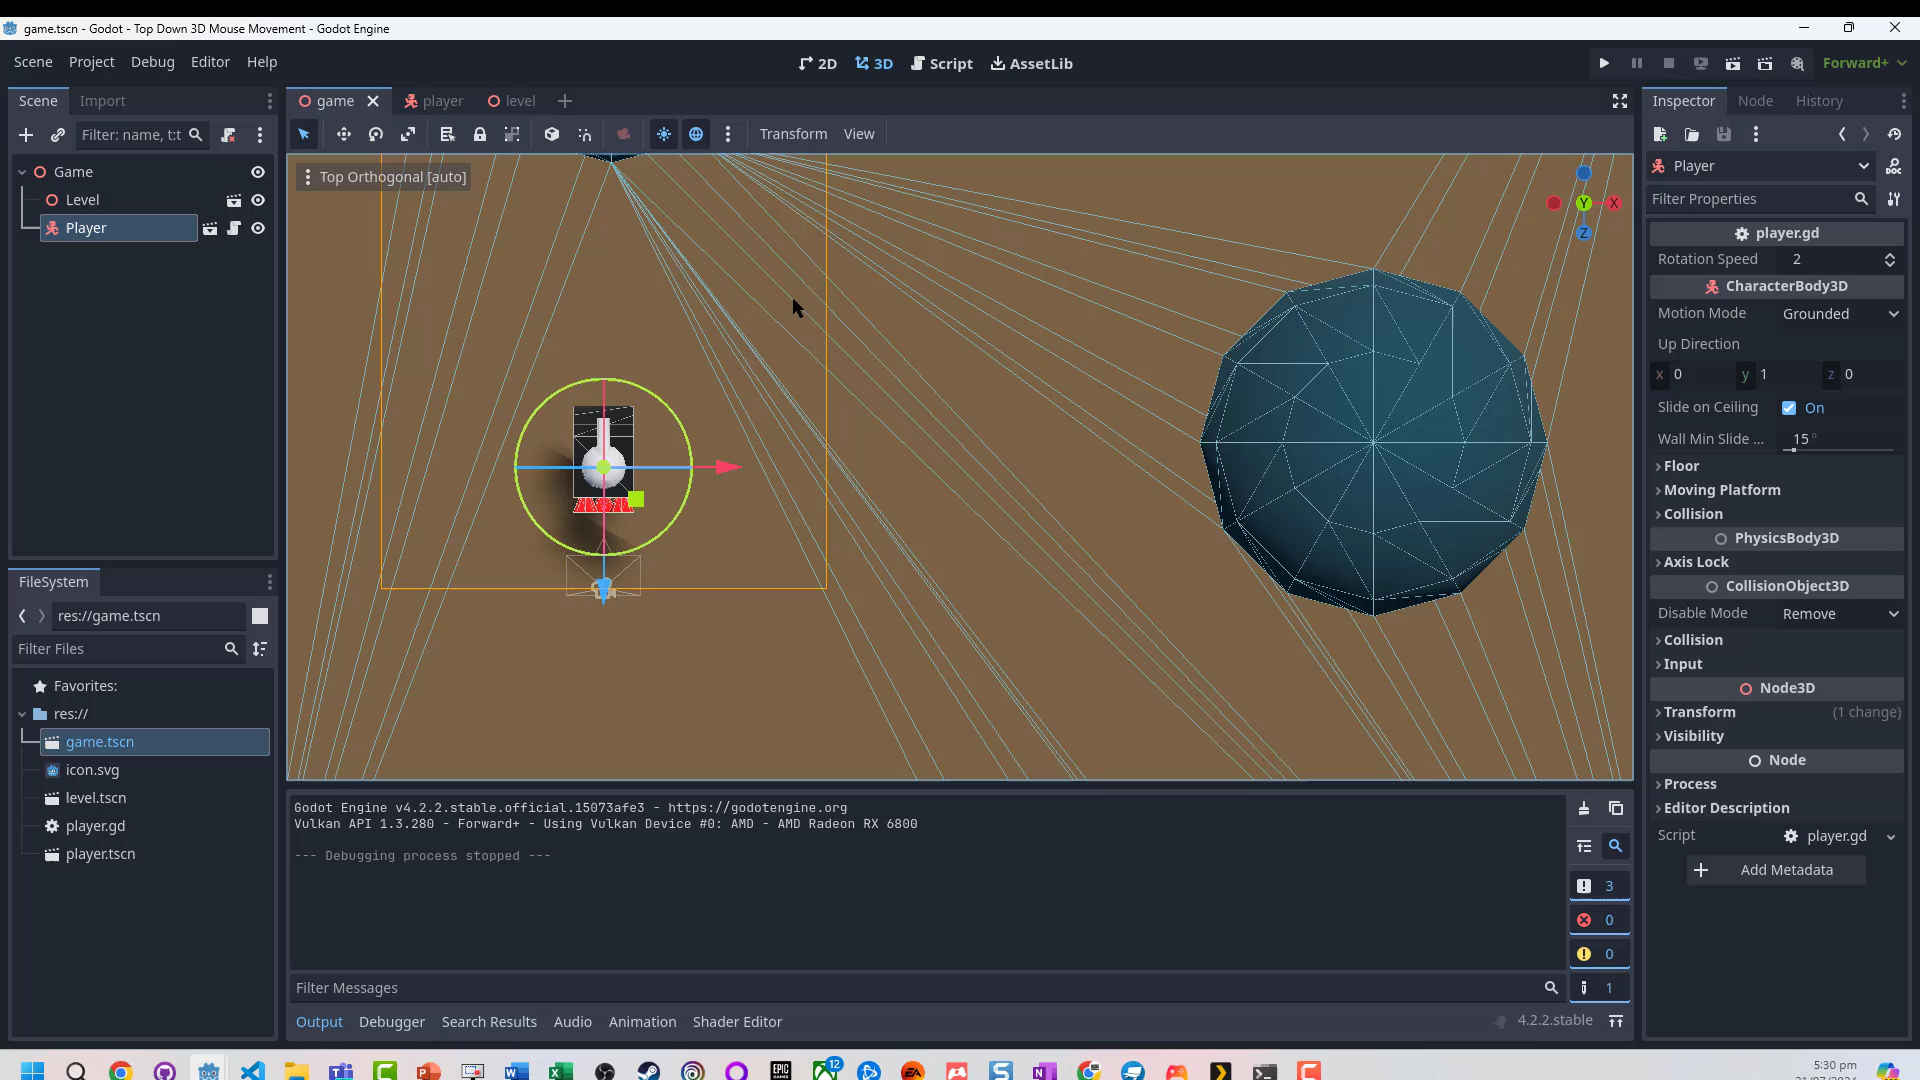 game.tscn - Godot - Top Down 3D Mouse Movement - Godot Engine
Scene Project Debug Editor Help
2D 3D Script AssetLib
Forward+
Scene Import
game player level
Inspector Node History
Filter: name, t:t
Transform View
Game
Level
Player
Top Orthogonal [auto]
Y X
Z
Player
Filter Properties
player.gd
Rotation Speed 2
CharacterBody3D
Motion Mode Grounded
Up Direction
x 0 y 1 z 0
Slide on Ceiling On
Wall Min Slide ... 15 °
Floor
Moving Platform
Collision
PhysicsBody3D
Axis Lock
CollisionObject3D
Disable Mode Remove
Collision
Input
Node3D
Transform (1 change)
Visibility
Node
Process
Editor Description
Script player.gd
Add Metadata
FileSystem
res://game.tscn
Filter Files
Favorites:
res://
game.tscn
icon.svg
level.tscn
player.gd
player.tscn
Godot Engine v4.2.2.stable.official.15073afe3 - https://godotengine.org
Vulkan API 1.3.280 - Forward+ - Using Vulkan Device #0: AMD - AMD Radeon RX 6800
--- Debugging process stopped ---
3
0
0
1
Filter Messages
Output Debugger Search Results Audio Animation Shader Editor
4.2.2.stable
EPIC
GAMES
12
5:30 pm